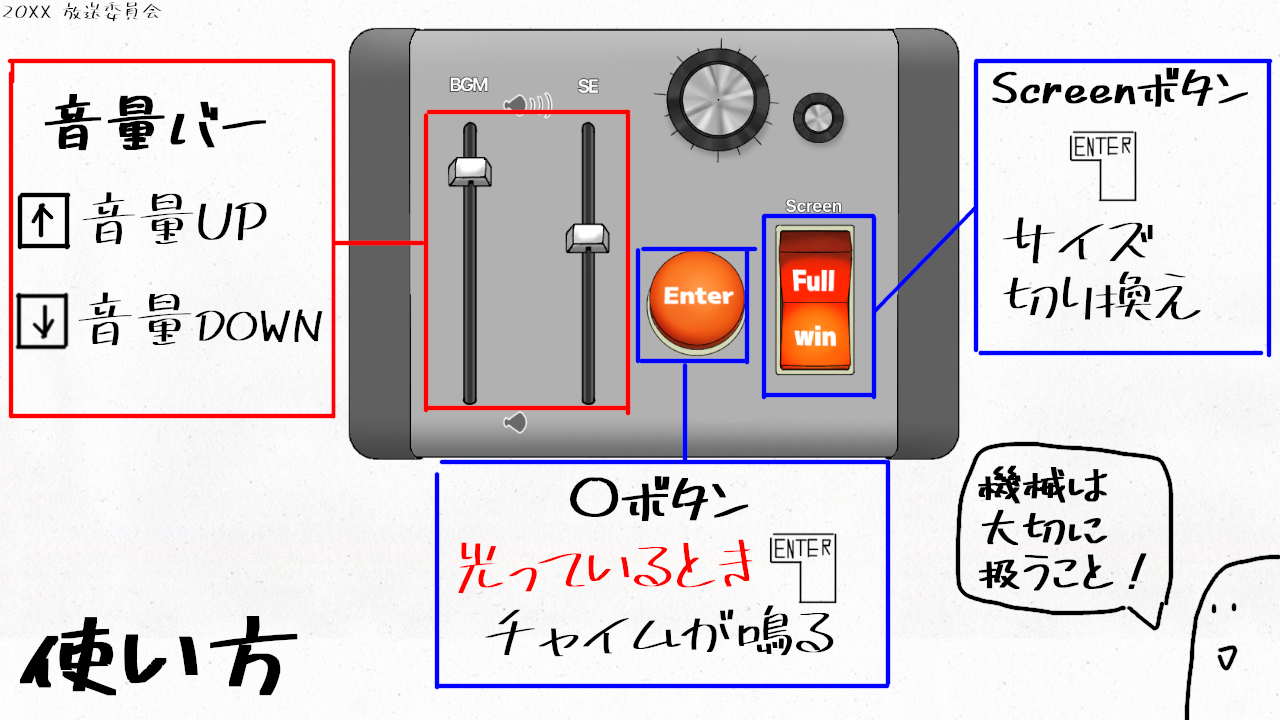 20XX 放送委員会
音量バー
↑ 音量UP
↓ 音量DOWN
BGM
SE
Screen
Enter
Full
win
Screenボタン
ENTER
サイズ
切り換え
○ボタン
光っているとき ENTER
チャイムが鳴る
機械は
大切に
扱うこと！
使い方